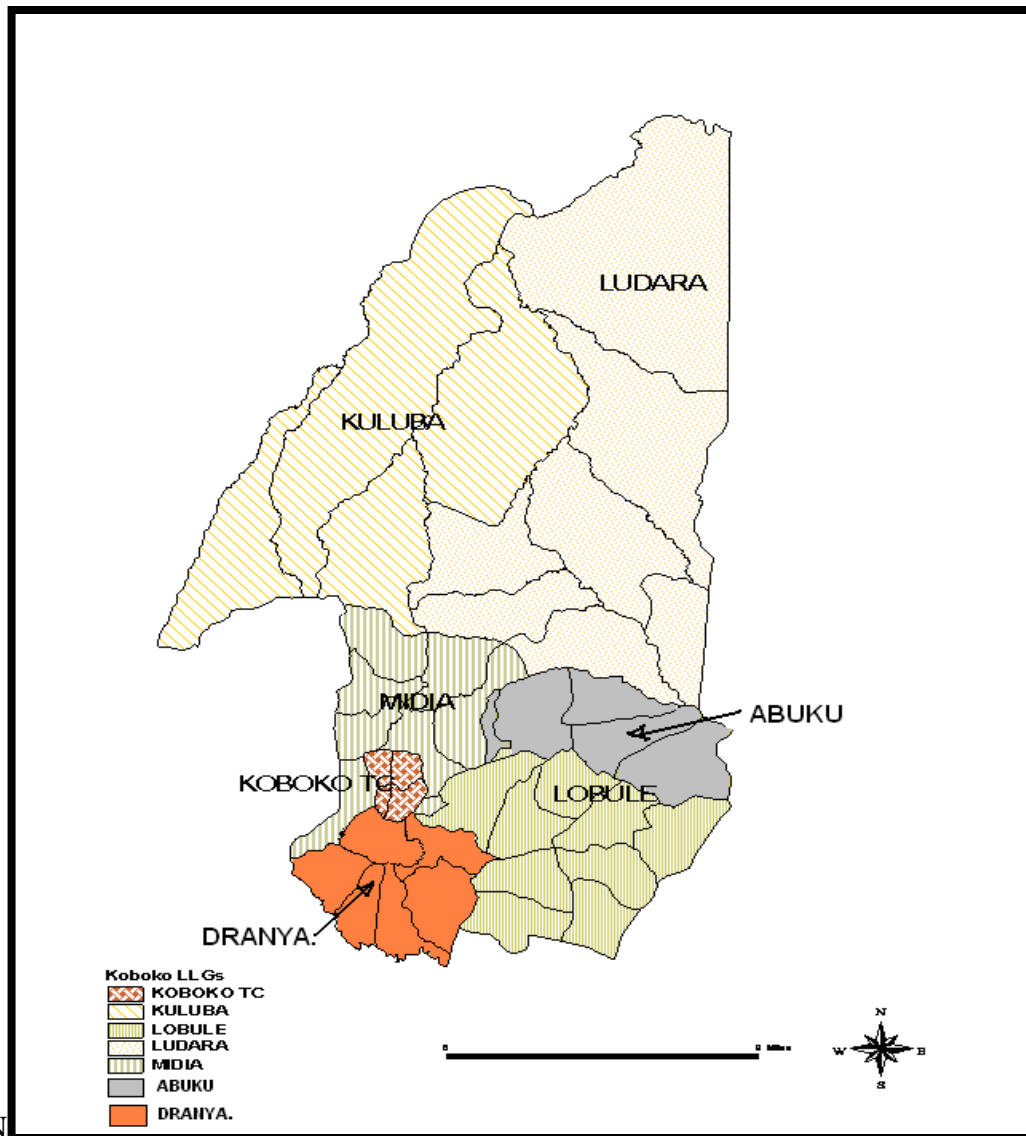 LUDARA
KULUBA
MIDIA
ABUKU
KOBOKO TC
LOBULE
DRANYA.
Koboko LLGs
KOBOKO TC
KULUBA
LOBULE
LUDARA
MIDIA
ABUKU
DRANYA.
N
W E
S
N